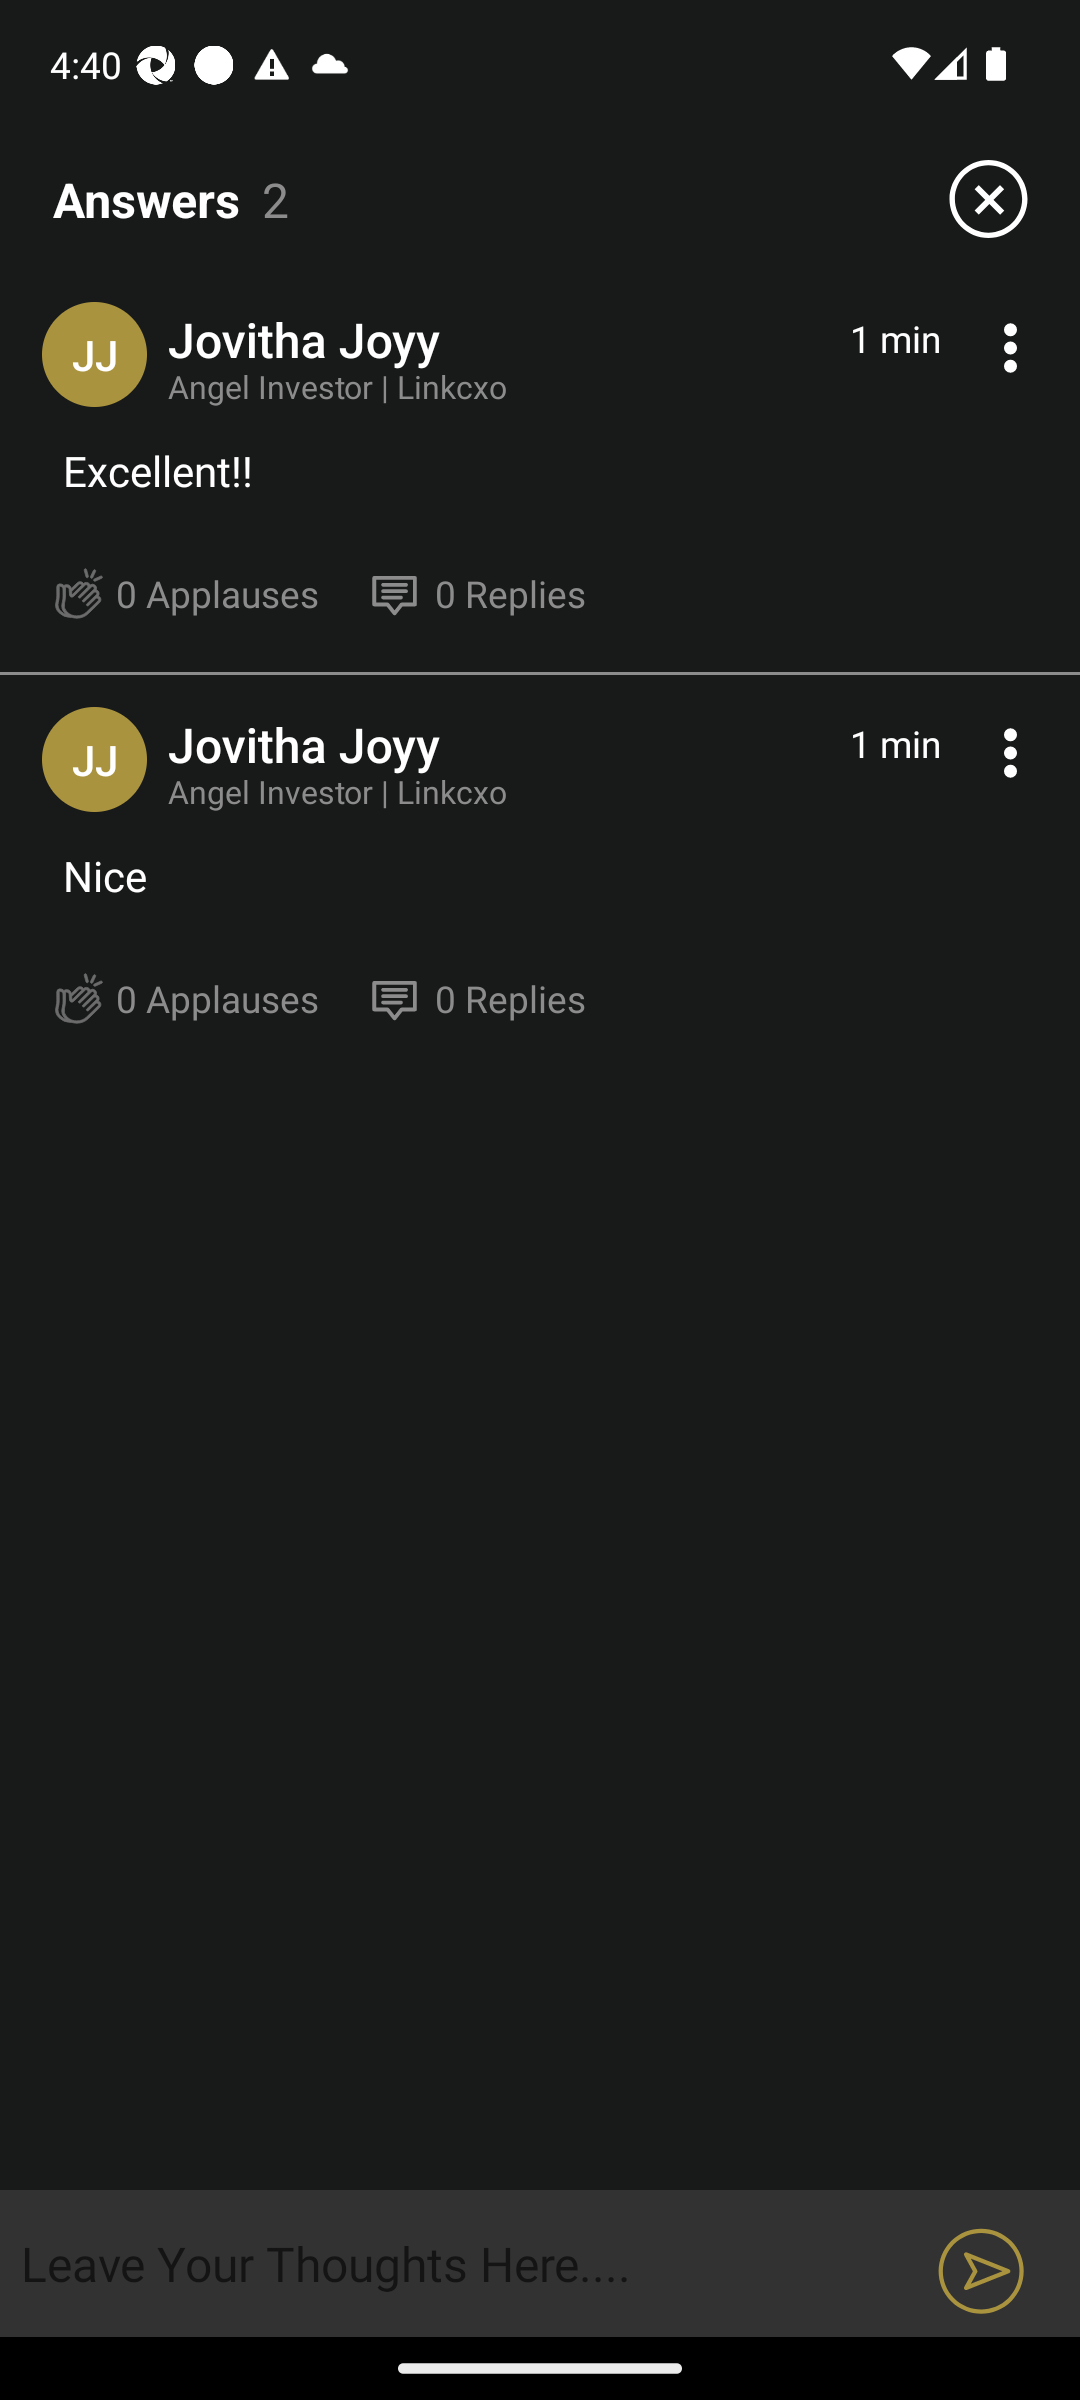 4:40
Answers 2
JJ Jovitha Joyy 1 min
Angel Investor | Linkcxo
Excellent!!
0 Applauses 0 Replies
JJ Jovitha Joyy 1 min
Angel Investor | Linkcxo
Nice
0 Applauses 0 Replies
Leave Your Thoughts Here....